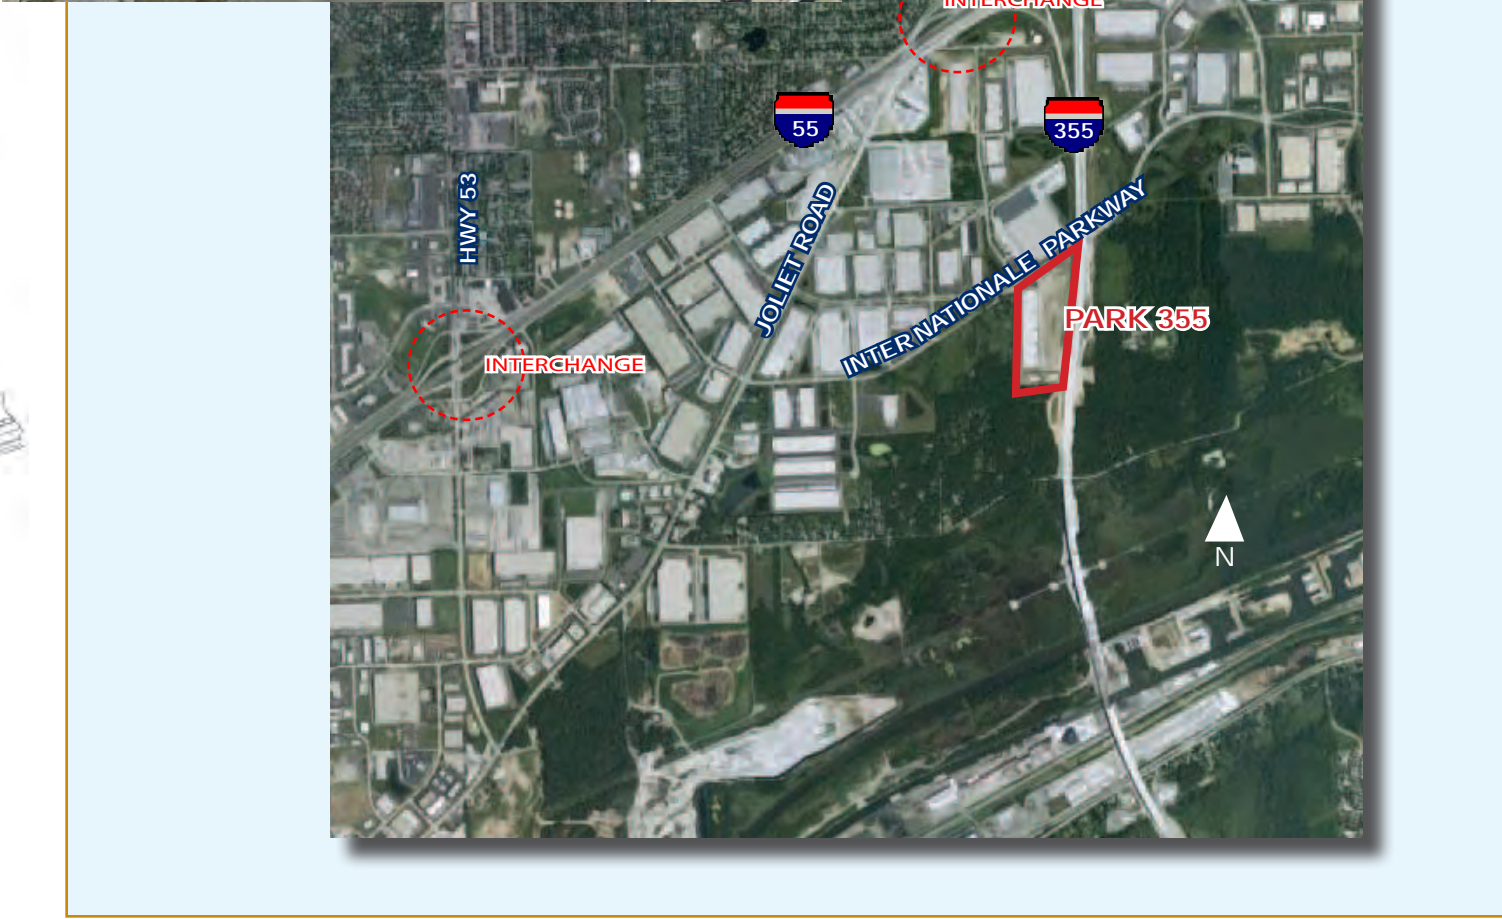 INTERCHANGE
55
355
HWY 53
JOLIET ROAD
INTERNATIONALE PARKWAY
PARK 355
INTERCHANGE
N